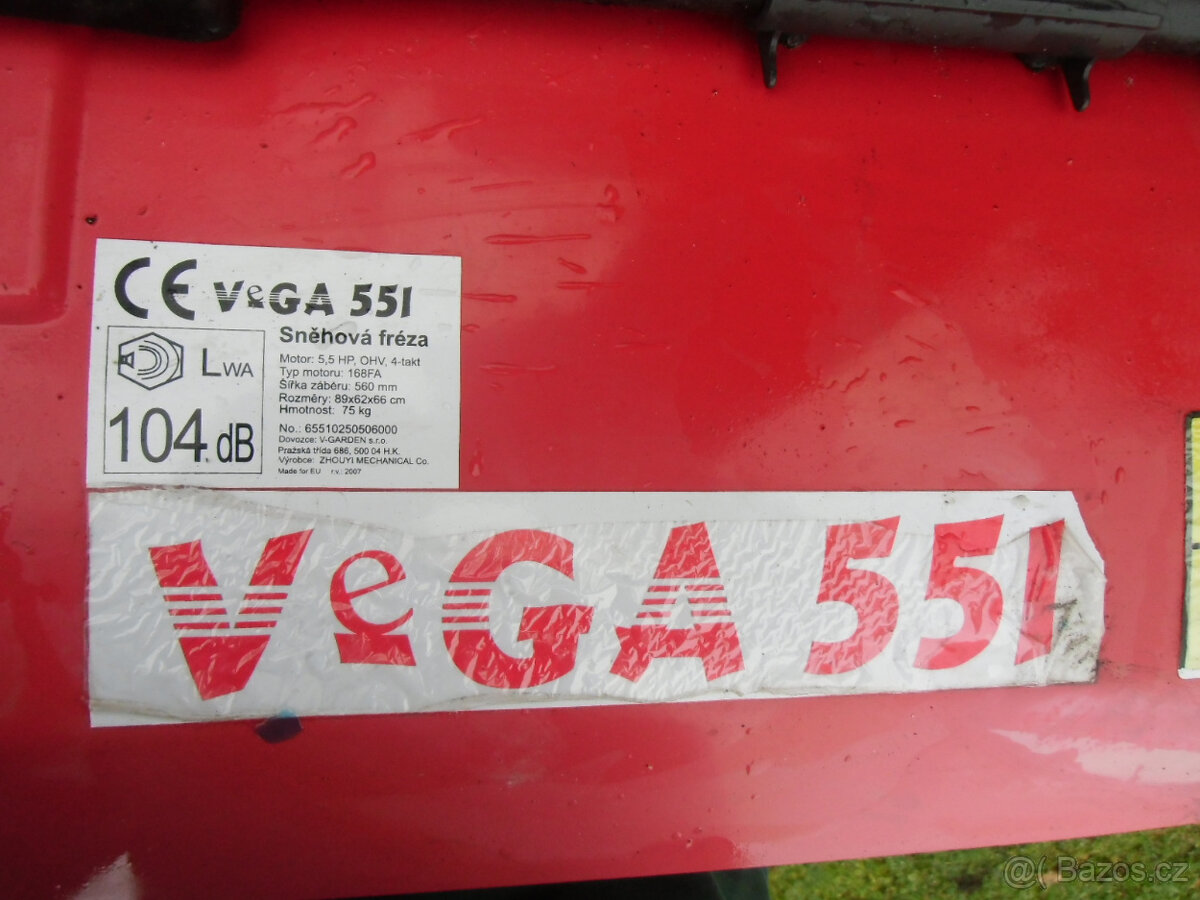 CE VeGA 551
Sněhová fréza
LWA
104 dB
Motor: 5,5 HP, OHV, 4-takt
Typ motoru: 168FA
Šířka záběru: 560 mm
Rozměry: 89x62x66 cm
Hmotnost: 75 kg
No.: 65510250506000
Dovozce: V-GARDEN s.r.o.
Pražská třída 686, 500 04 H.K.
Výrobce: ZHOUYI MECHANICAL Co.
Made for EU r.v.: 2007
VeGA 551
@( Bazoš.cz